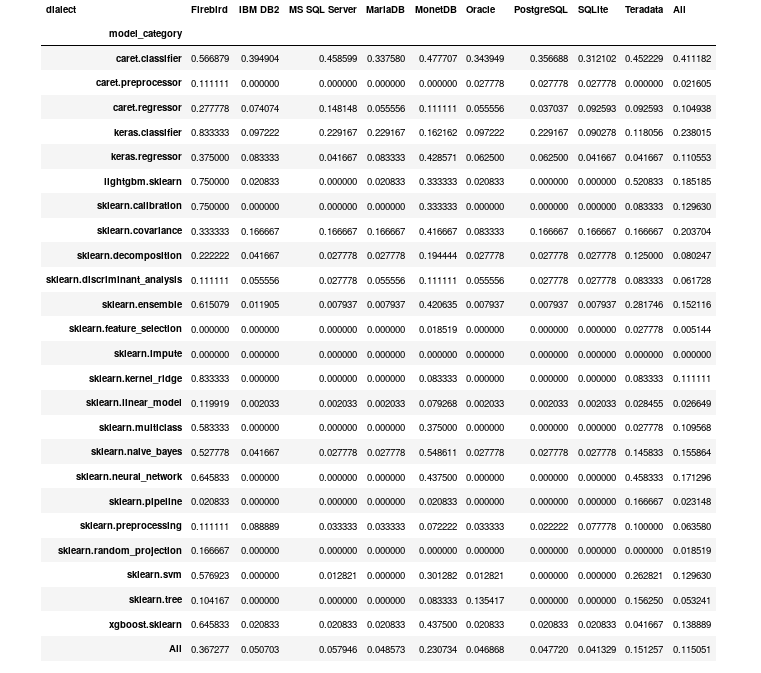 dialect Firebird IBM DB2 MS SQL Server MariaDB MonetDB Oracle PostgreSQL SQLite Teradata All
model_category
caret.classifier 0.566879 0.394904 0.458599 0.337580 0.477707 0.343949 0.356688 0.312102 0.452229 0.411182
caret.preprocessor 0.111111 0.000000 0.000000 0.000000 0.000000 0.027778 0.027778 0.027778 0.000000 0.021605
caret.regressor 0.277778 0.074074 0.148148 0.055556 0.111111 0.055556 0.037037 0.092593 0.092593 0.104938
keras.classifier 0.833333 0.097222 0.229167 0.229167 0.162162 0.097222 0.229167 0.090278 0.118056 0.238015
keras.regressor 0.375000 0.083333 0.041667 0.083333 0.428571 0.062500 0.062500 0.041667 0.041667 0.110553
lightgbm.sklearn 0.750000 0.020833 0.000000 0.020833 0.333333 0.020833 0.000000 0.000000 0.520833 0.185185
sklearn.calibration 0.750000 0.000000 0.000000 0.000000 0.333333 0.000000 0.000000 0.000000 0.083333 0.129630
sklearn.covariance 0.333333 0.166667 0.166667 0.166667 0.416667 0.083333 0.166667 0.166667 0.166667 0.203704
sklearn.decomposition 0.222222 0.041667 0.027778 0.027778 0.194444 0.027778 0.027778 0.027778 0.125000 0.080247
sklearn.discriminant_analysis 0.111111 0.055556 0.027778 0.055556 0.111111 0.055556 0.027778 0.027778 0.083333 0.061728
sklearn.ensemble 0.615079 0.011905 0.007937 0.007937 0.420635 0.007937 0.007937 0.007937 0.281746 0.152116
sklearn.feature_selection 0.000000 0.000000 0.000000 0.000000 0.018519 0.000000 0.000000 0.000000 0.027778 0.005144
sklearn.impute 0.000000 0.000000 0.000000 0.000000 0.000000 0.000000 0.000000 0.000000 0.000000 0.000000
sklearn.kernel_ridge 0.833333 0.000000 0.000000 0.000000 0.083333 0.000000 0.000000 0.000000 0.083333 0.111111
sklearn.linear_model 0.119919 0.002033 0.002033 0.002033 0.079268 0.002033 0.002033 0.002033 0.028455 0.026649
sklearn.multiclass 0.583333 0.000000 0.000000 0.000000 0.375000 0.000000 0.000000 0.000000 0.027778 0.109568
sklearn.naive_bayes 0.527778 0.041667 0.027778 0.027778 0.548611 0.027778 0.027778 0.027778 0.145833 0.155864
sklearn.neural_network 0.645833 0.000000 0.000000 0.000000 0.437500 0.000000 0.000000 0.000000 0.458333 0.171296
sklearn.pipeline 0.020833 0.000000 0.000000 0.000000 0.020833 0.000000 0.000000 0.000000 0.166667 0.023148
sklearn.preprocessing 0.111111 0.088889 0.033333 0.033333 0.072222 0.033333 0.022222 0.077778 0.100000 0.063580
sklearn.random_projection 0.166667 0.000000 0.000000 0.000000 0.000000 0.000000 0.000000 0.000000 0.000000 0.018519
sklearn.svm 0.576923 0.000000 0.012821 0.000000 0.301282 0.012821 0.000000 0.000000 0.262821 0.129630
sklearn.tree 0.104167 0.000000 0.000000 0.000000 0.083333 0.135417 0.000000 0.000000 0.156250 0.053241
xgboost.sklearn 0.645833 0.020833 0.020833 0.020833 0.437500 0.020833 0.020833 0.020833 0.041667 0.138889
All 0.367277 0.050703 0.057946 0.048573 0.230734 0.046868 0.047720 0.041329 0.151257 0.115051